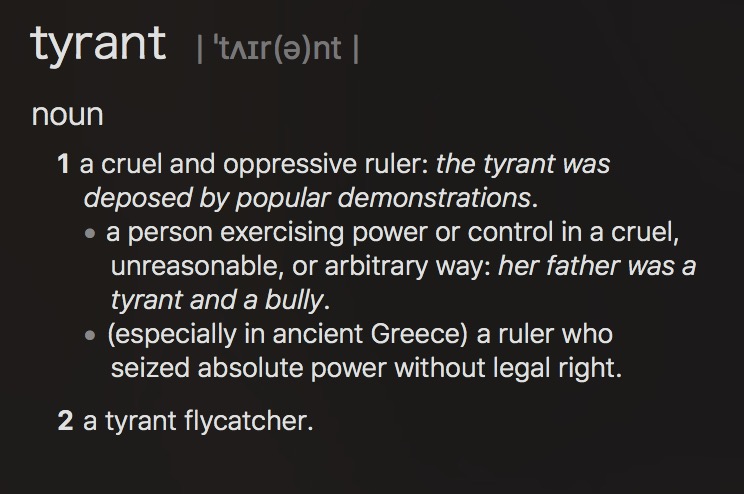 tyrant | ˈtʌɪr(ə)nt |
noun
1 a cruel and oppressive ruler: the tyrant was
deposed by popular demonstrations.
• a person exercising power or control in a cruel,
unreasonable, or arbitrary way: her father was a
tyrant and a bully.
• (especially in ancient Greece) a ruler who
seized absolute power without legal right.
2 a tyrant flycatcher.